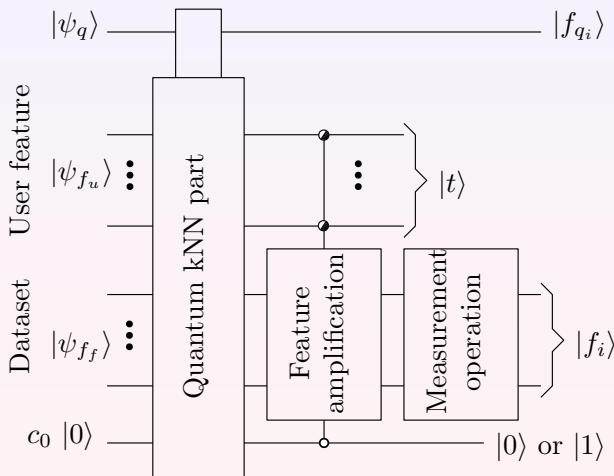 |ψ_q⟩
|f_{q_i}⟩
User feature
|ψ_{f_u}⟩
|t⟩
Quantum kNN part
Dataset
|ψ_{f_f}⟩
Feature
amplification
Measurement
operation
|f_i⟩
c_0 |0⟩
|0⟩ or |1⟩